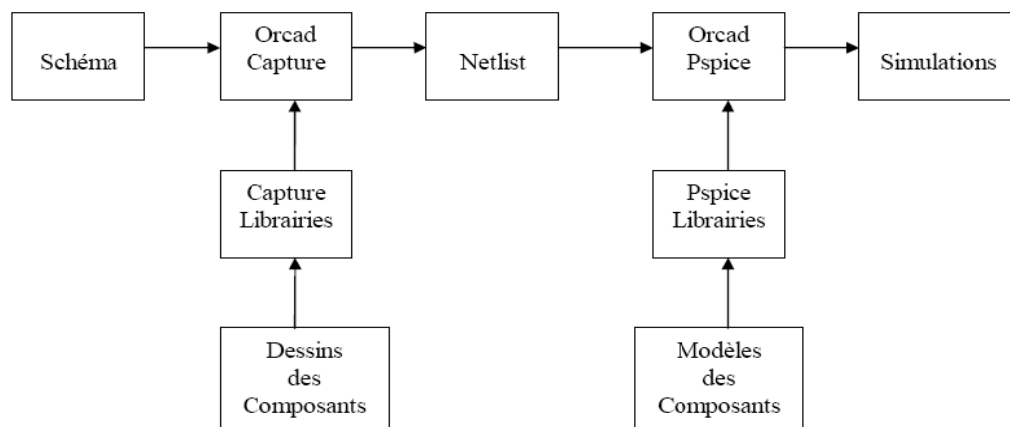 Schéma
Orcad
Capture
Netlist
Orcad
Pspice
Simulations
Capture
Librairies
Pspice
Librairies
Dessins
des
Composants
Modèles
des
Composants